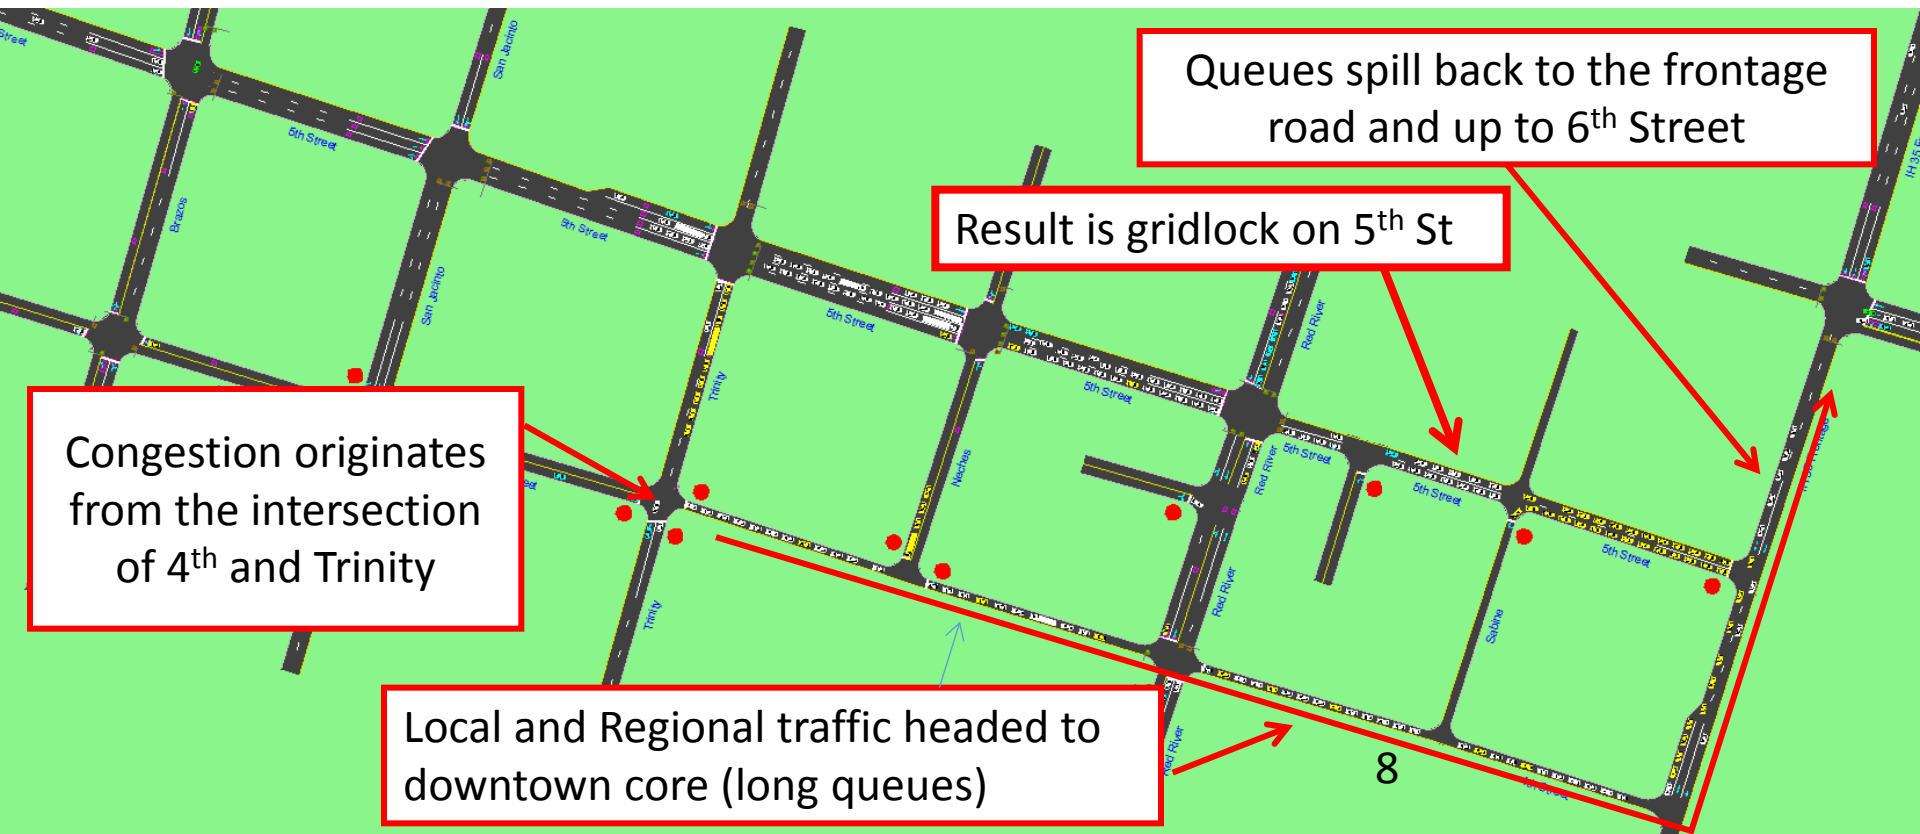 Street
San Jacinto
Queues spill back to the frontage
road and up to 6th Street
5th Street
Brazos
5th Street
Result is gridlock on 5th St
San Jacinto
5th Street
Red River
Trinity
5th Street
Congestion originates
from the intersection
of 4th and Trinity
Neches
Red River
5th Street
5th Street
5th Street
Trinity
Red River
Sabine
Local and Regional traffic headed to
downtown core (long queues)
Red River
8